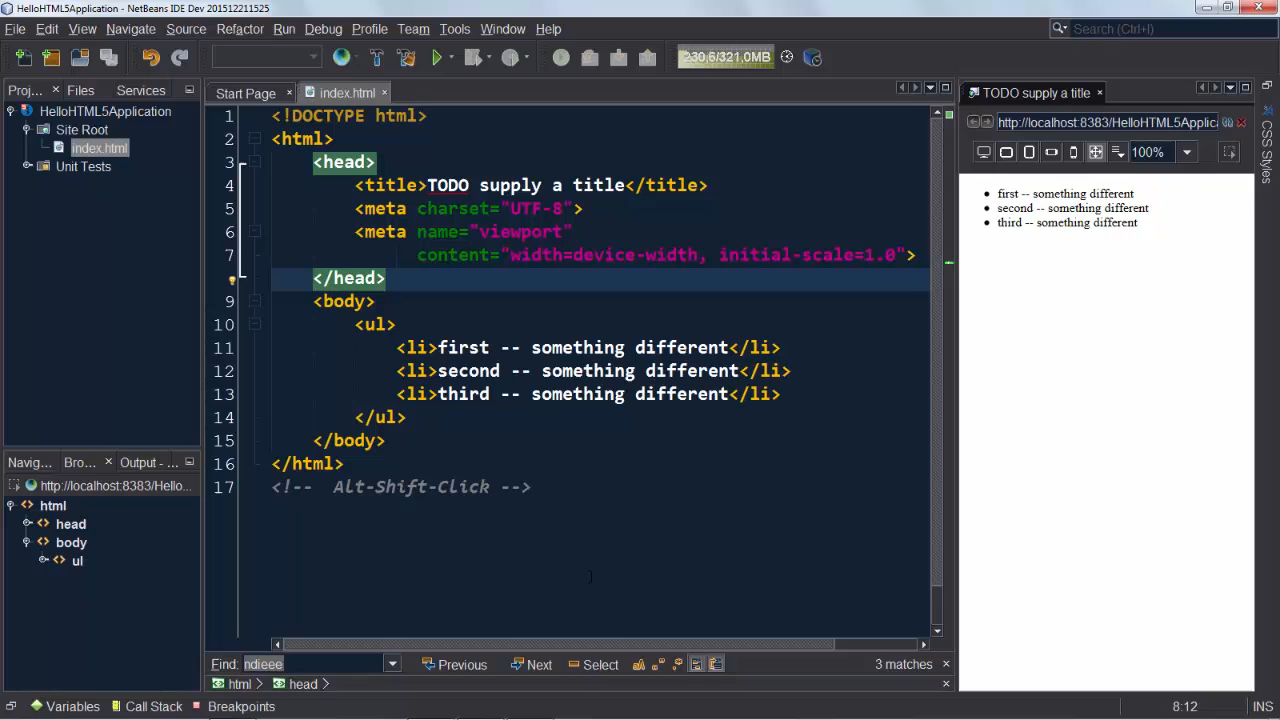 HelloHTML5Application - NetBeans IDE Dev 201512211525
File Edit View Navigate Source Refactor Run Debug Profile Team Tools Window Help
Search (Ctrl+I)
230,6/321,0MB
Proj... Files Services
HelloHTML5Application
Site Root
index.html
Unit Tests
Start Page index.html
1 <!DOCTYPE html>
2 <html>
3 <head>
4 <title>TODO supply a title</title>
5 <meta charset="UTF-8">
6 <meta name="viewport"
7 content="width=device-width, initial-scale=1.0">
</head>
9 <body>
10 <ul>
11 <li>first -- something different</li>
12 <li>second -- something different</li>
13 <li>third -- something different</li>
14 </ul>
15 </body>
16 </html>
17 <!-- Alt-Shift-Click -->
TODO supply a title
http://localhost:8383/HelloHTML5Applica
100%
first -- something different
second -- something different
third -- something different
CSS Styles
Navig... Bro... Output - ...
http://localhost:8383/Hello...
html
head
body
ul
Find: ndieee Previous Next Select 3 matches
html head
Variables Call Stack Breakpoints
8:12 INS